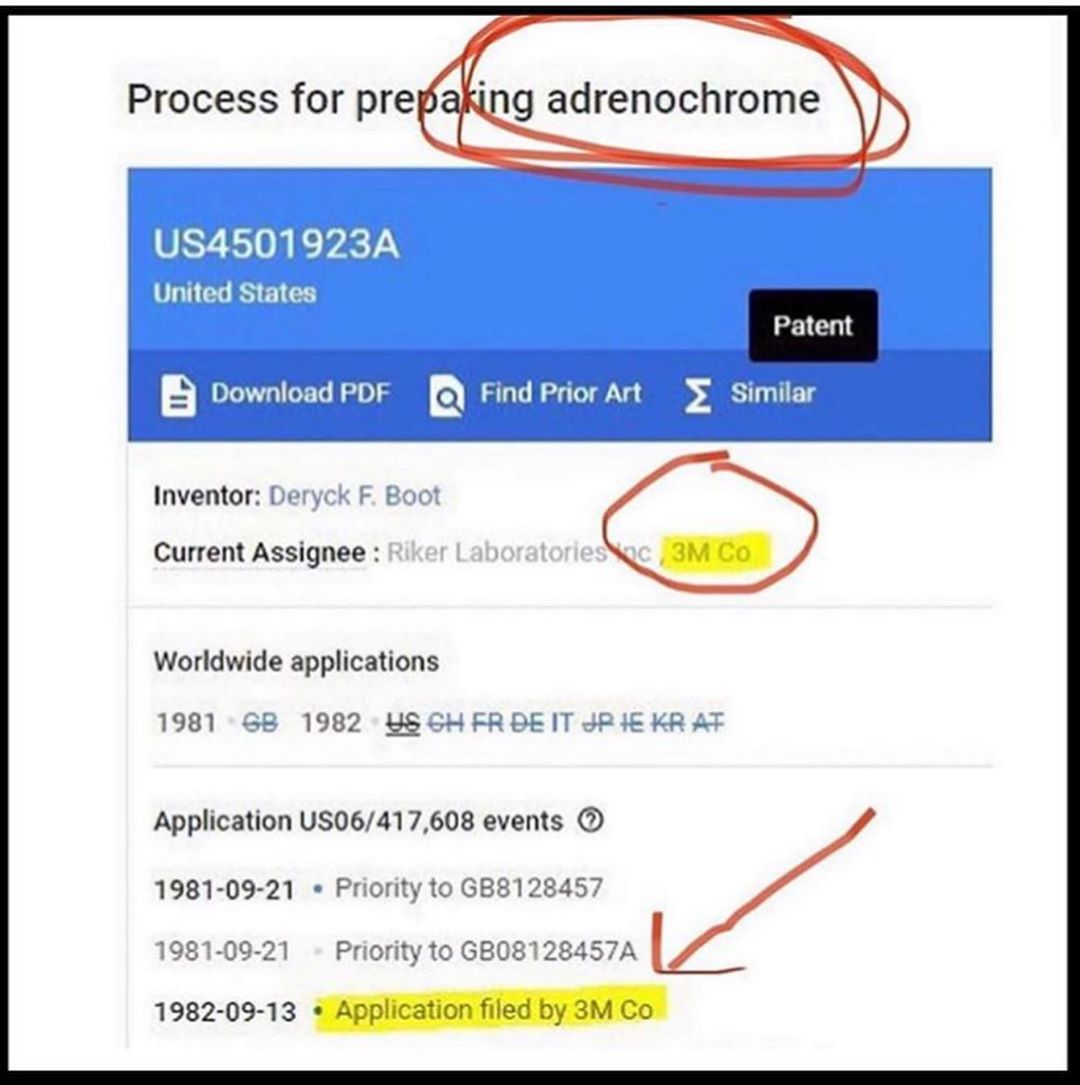 Process for preparing adrenochrome
US4501923A
United States
Patent
Download PDF Find Prior Art Similar
Inventor: Deryck F. Boot
Current Assignee : Riker Laboratories Inc , 3M Co
Worldwide applications
1981 • GB 1982 • US CH FR DE IT JP IE KR AT
Application US06/417,608 events ?
1981-09-21 • Priority to GB8128457
1981-09-21 • Priority to GB08128457A
1982-09-13 • Application filed by 3M Co